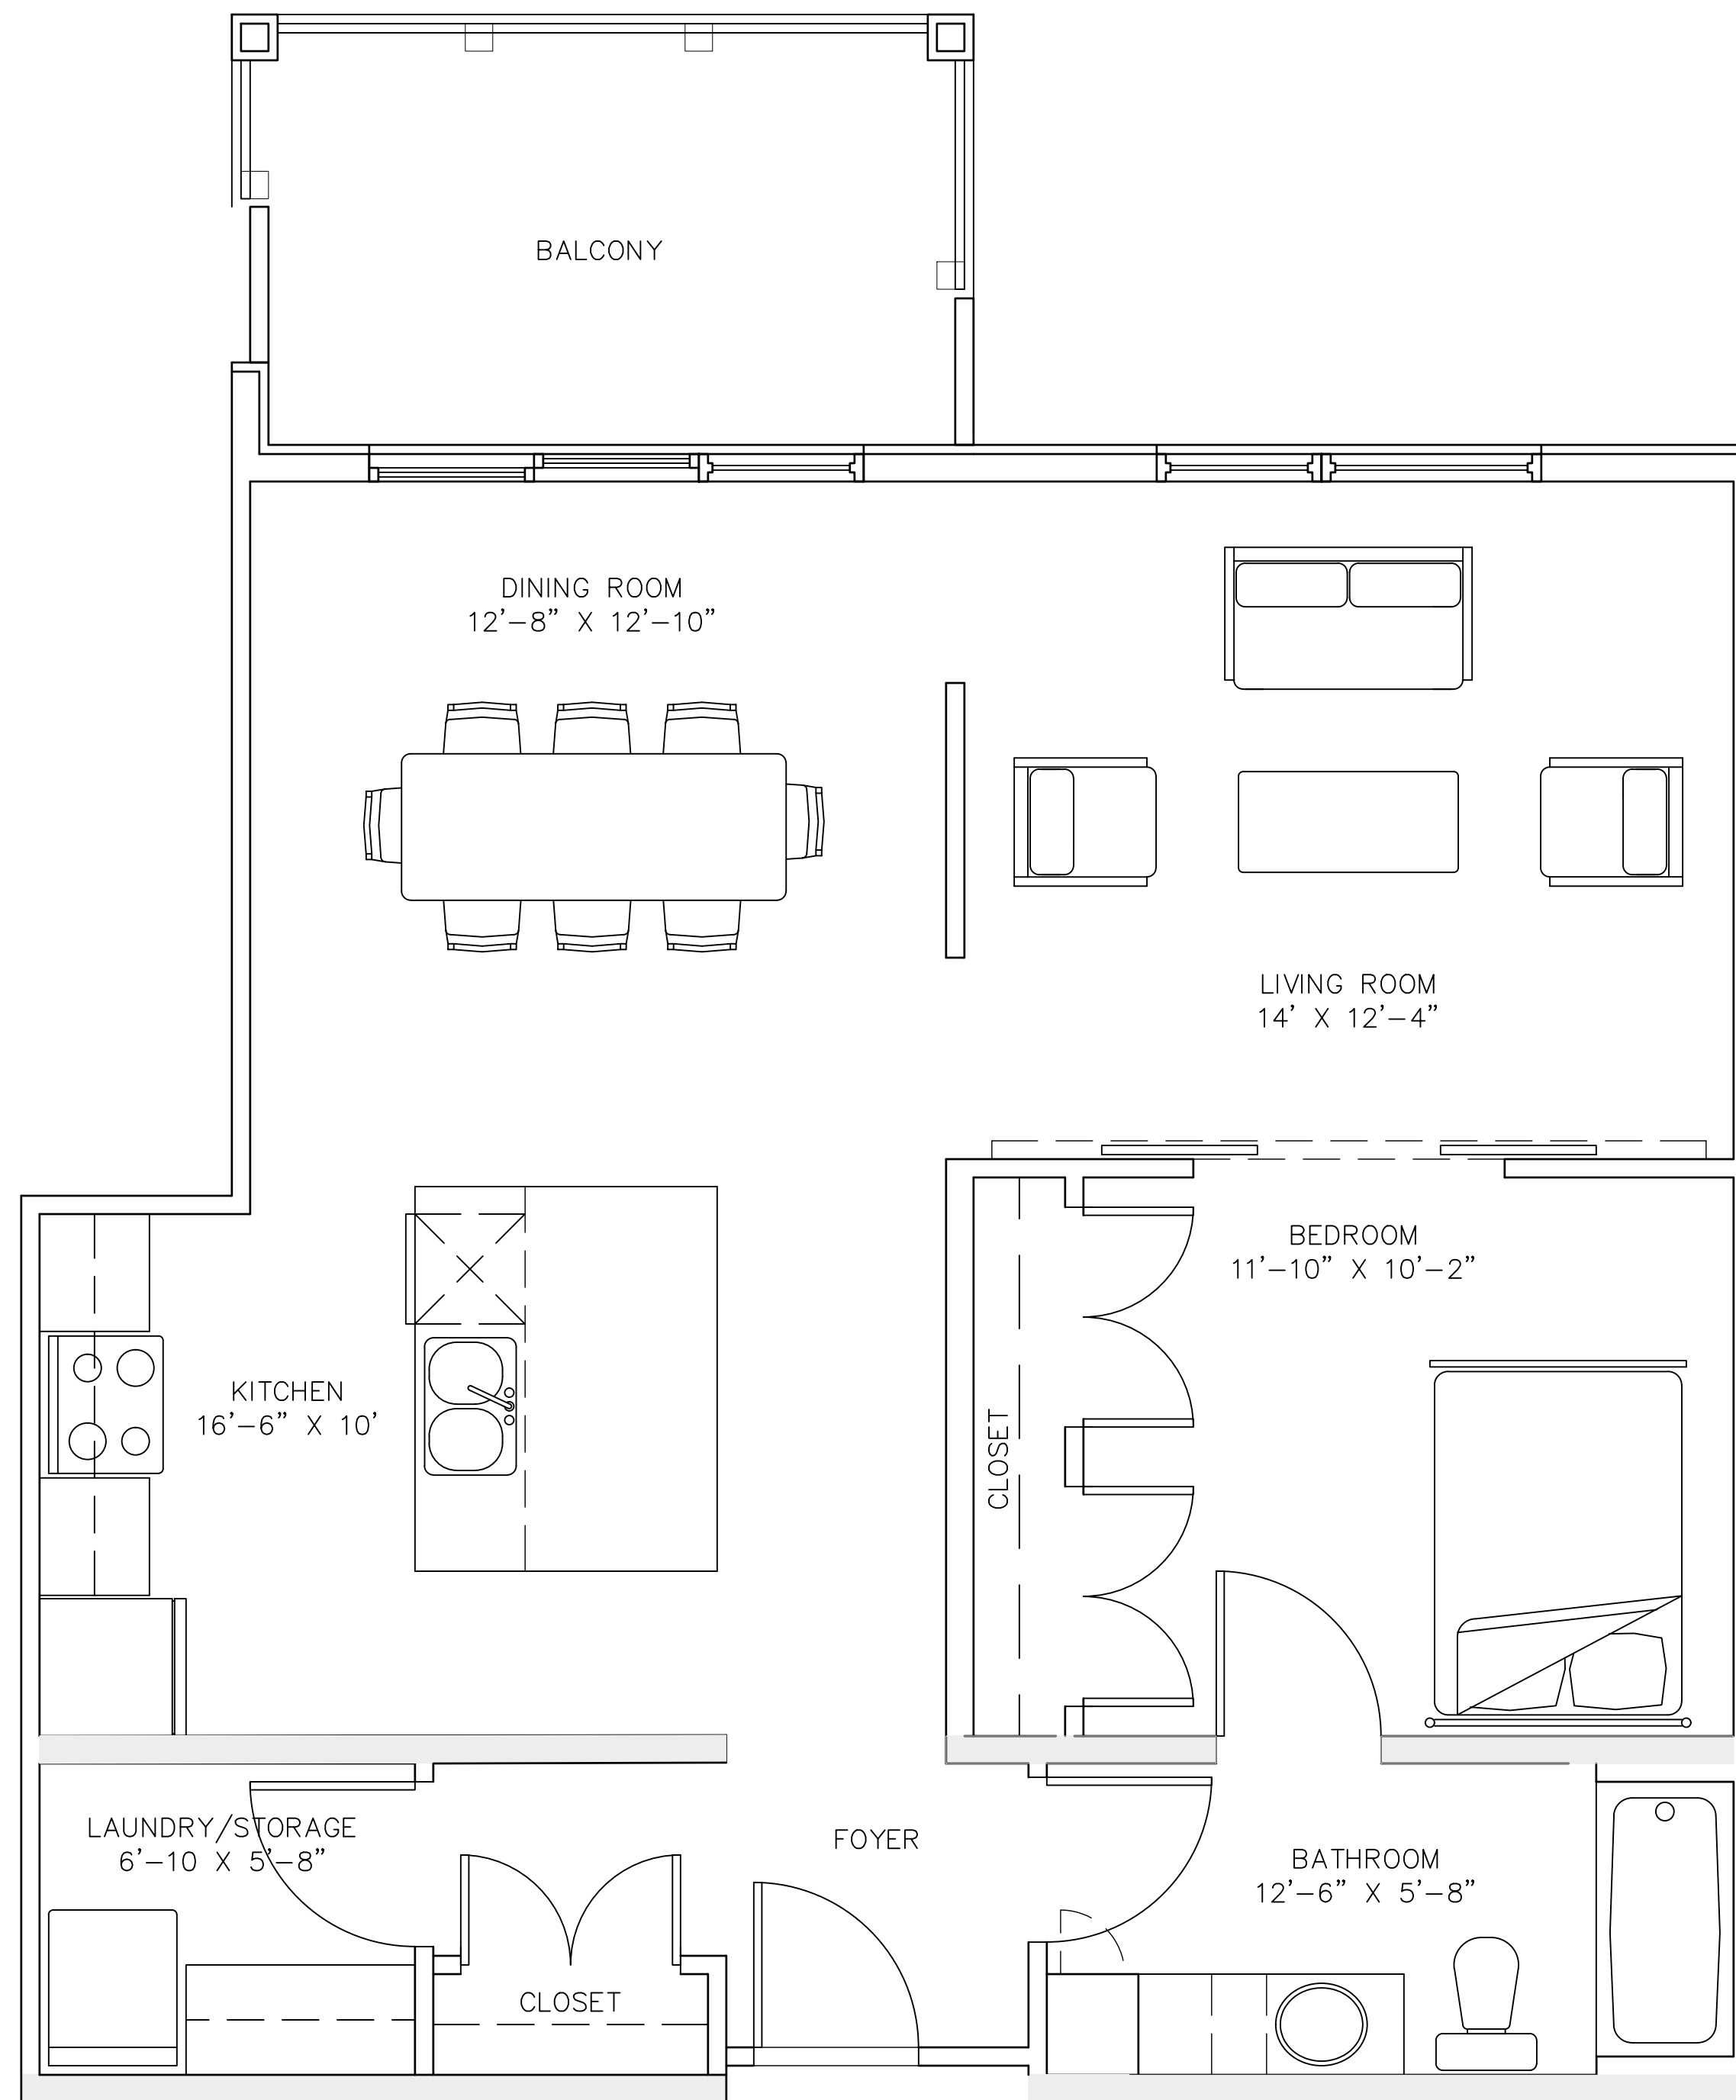 BALCONY
DINING ROOM
12'-8" X 12'-10"
LIVING ROOM
14' X 12'-4"
BEDROOM
11'-10" X 10'-2"
KITCHEN
16'-6" X 10'
CLOSET
LAUNDRY/STORAGE
6'-10 X 5'-8"
FOYER
BATHROOM
12'-6" X 5'-8"
CLOSET